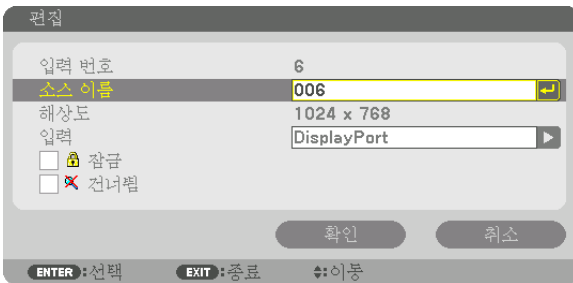 편집
입력 번호 6
소스 이름 006
해상도 1024 x 768
입력 DisplayPort
잠금
건너뜀
확인 취소
ENTER:선택 EXIT:종료 :이동